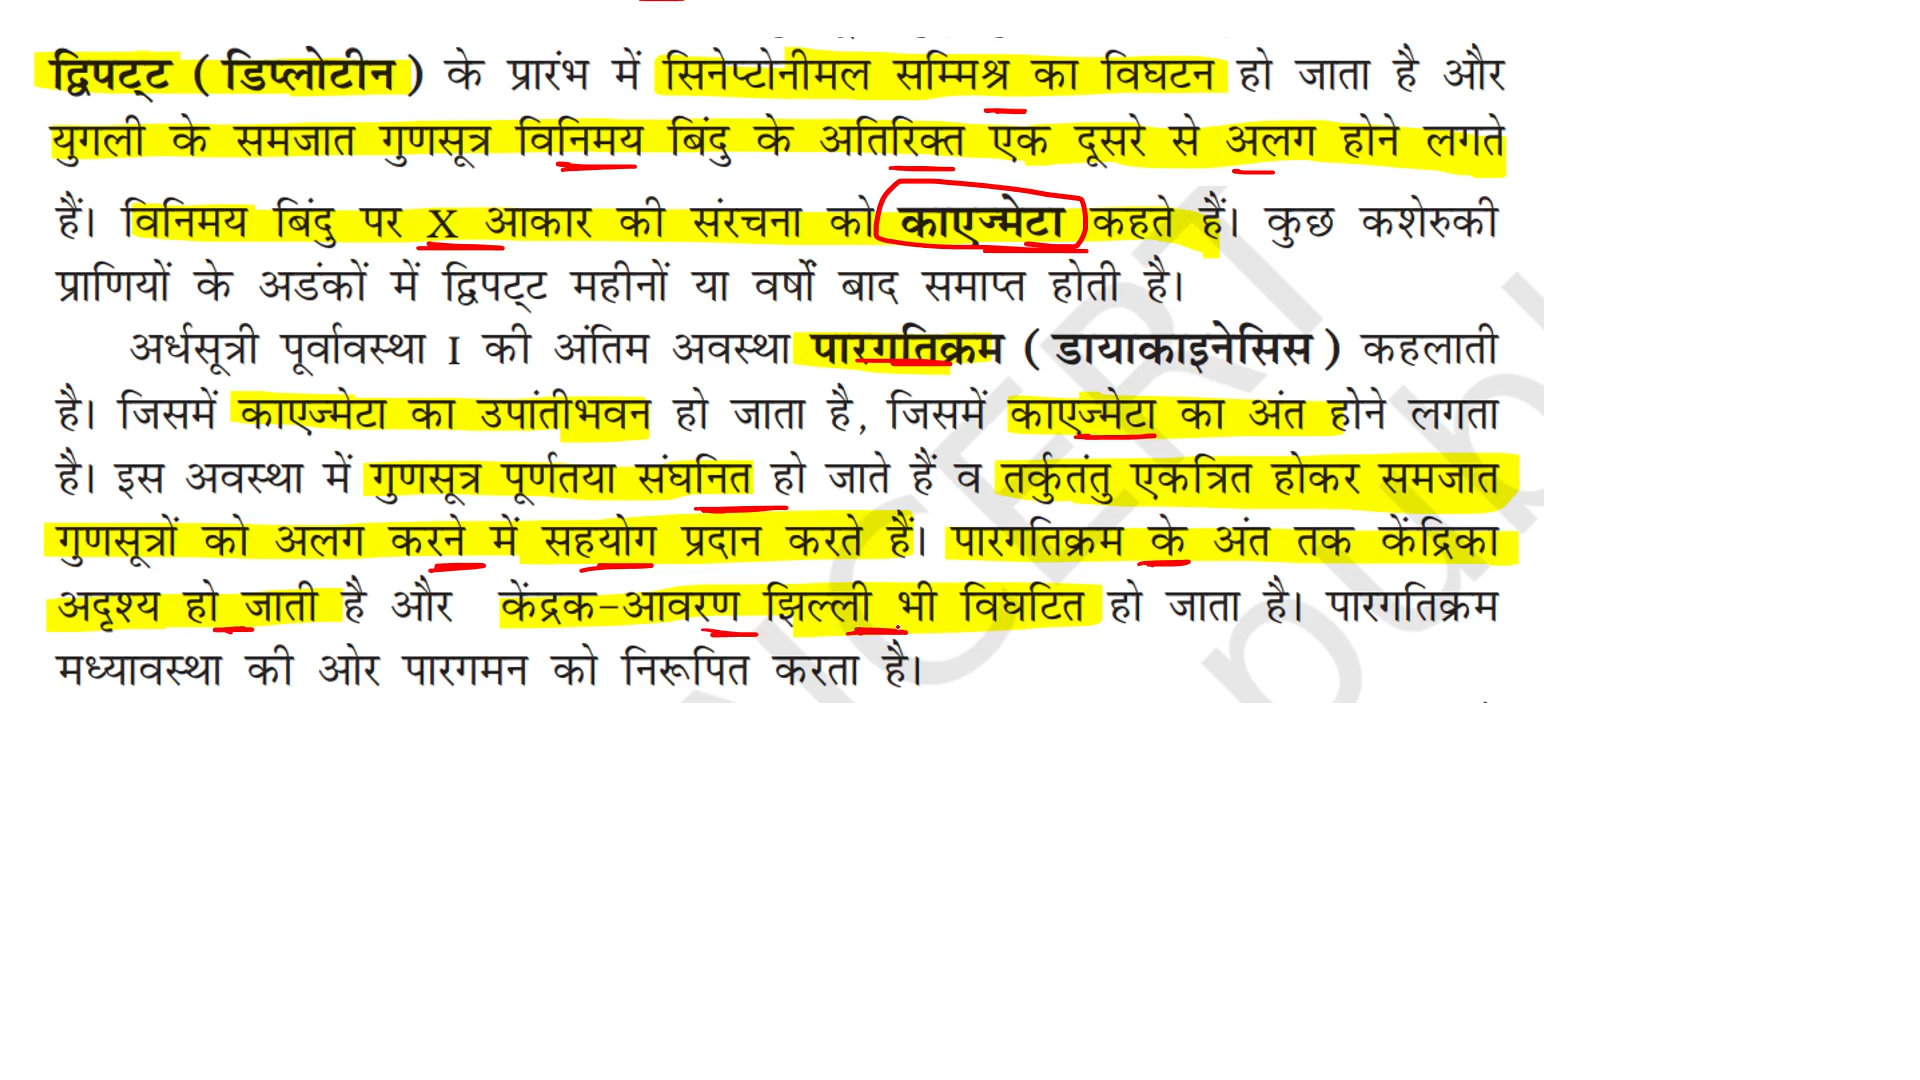 द्विपट्ट ( डिप्लोटीन ) के प्रारंभ में सिनेप्टोनीमल सम्मिश्र का विघटन हो जाता है और
युगली के समजात गुणसूत्र विनिमय बिंदु के अतिरिक्त एक दूसरे से अलग होने लगते
हैं। विनिमय बिंदु पर X आकार की संरचना को काएज्मेटा कहते हैं। कुछ कशेरुकी
प्राणियों के अडंकों में द्विपट्ट महीनों या वर्षों बाद समाप्त होती है।
अर्धसूत्री पूर्वावस्था I की अंतिम अवस्था पारगतिक्रम ( डायाकाइनेसिस ) कहलाती
है। जिसमें काएज्मेटा का उपांतीभवन हो जाता है, जिसमें काएज्मेटा का अंत होने लगता
है। इस अवस्था में गुणसूत्र पूर्णतया संघनित हो जाते हैं व तर्कुतंतु एकत्रित होकर समजात
गुणसूत्रों को अलग करने में सहयोग प्रदान करते हैं। पारगतिक्रम के अंत तक केंद्रिका
अदृश्य हो जाती है और केंद्रक-आवरण झिल्ली भी विघटित हो जाता है। पारगतिक्रम
मध्यावस्था की ओर पारगमन को निरूपित करता है।
NCERT